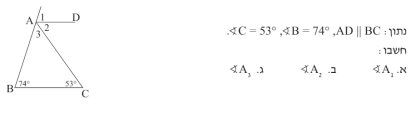 נתון: AD || BC, ∢B = 74°, ∢C = 53°.
חשבו:
א. ∢A₁ ב. ∢A₂ ג. ∢A₃
A 1 D
2
3
B 74° 53° C